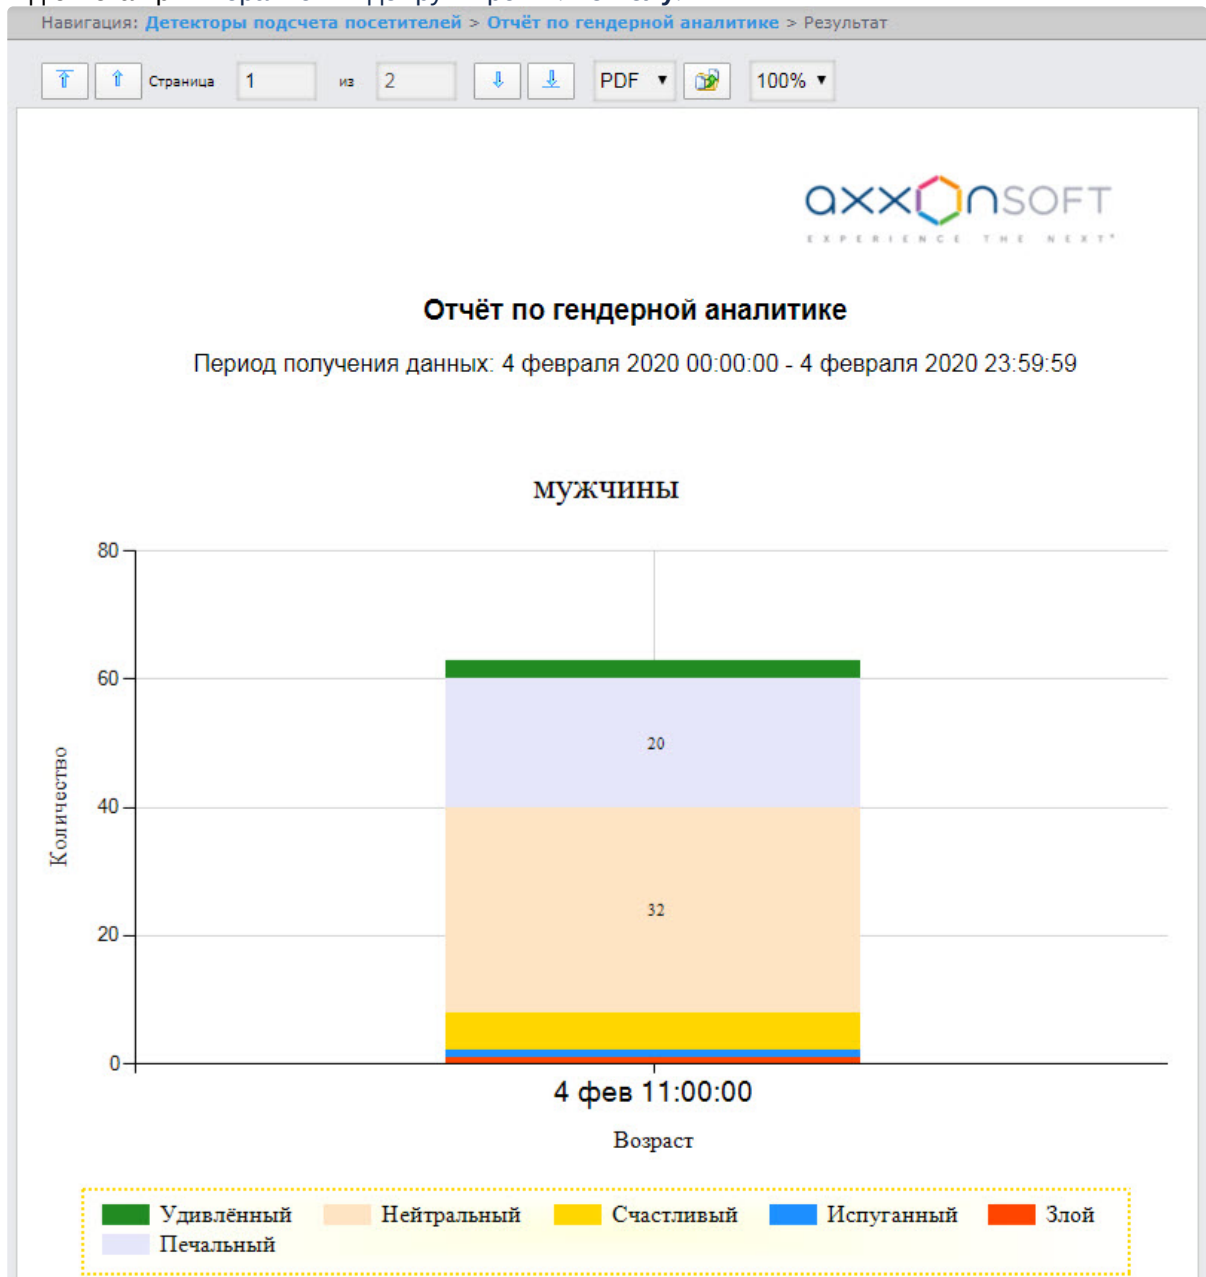 Навигация: Детекторы подсчета посетителей > Отчёт по гендерной аналитике > Результат
Страница 1 из 2 PDF 100%
axxonsoft
EXPERIENCE THE NEXT
Отчёт по гендерной аналитике
Период получения данных: 4 февраля 2020 00:00:00 - 4 февраля 2020 23:59:59
мужчины
80
60
20
Количество
40
32
20
0
4 фев 11:00:00
Возраст
Удивлённый Нейтральный Счастливый Испуганный Злой
Печальный